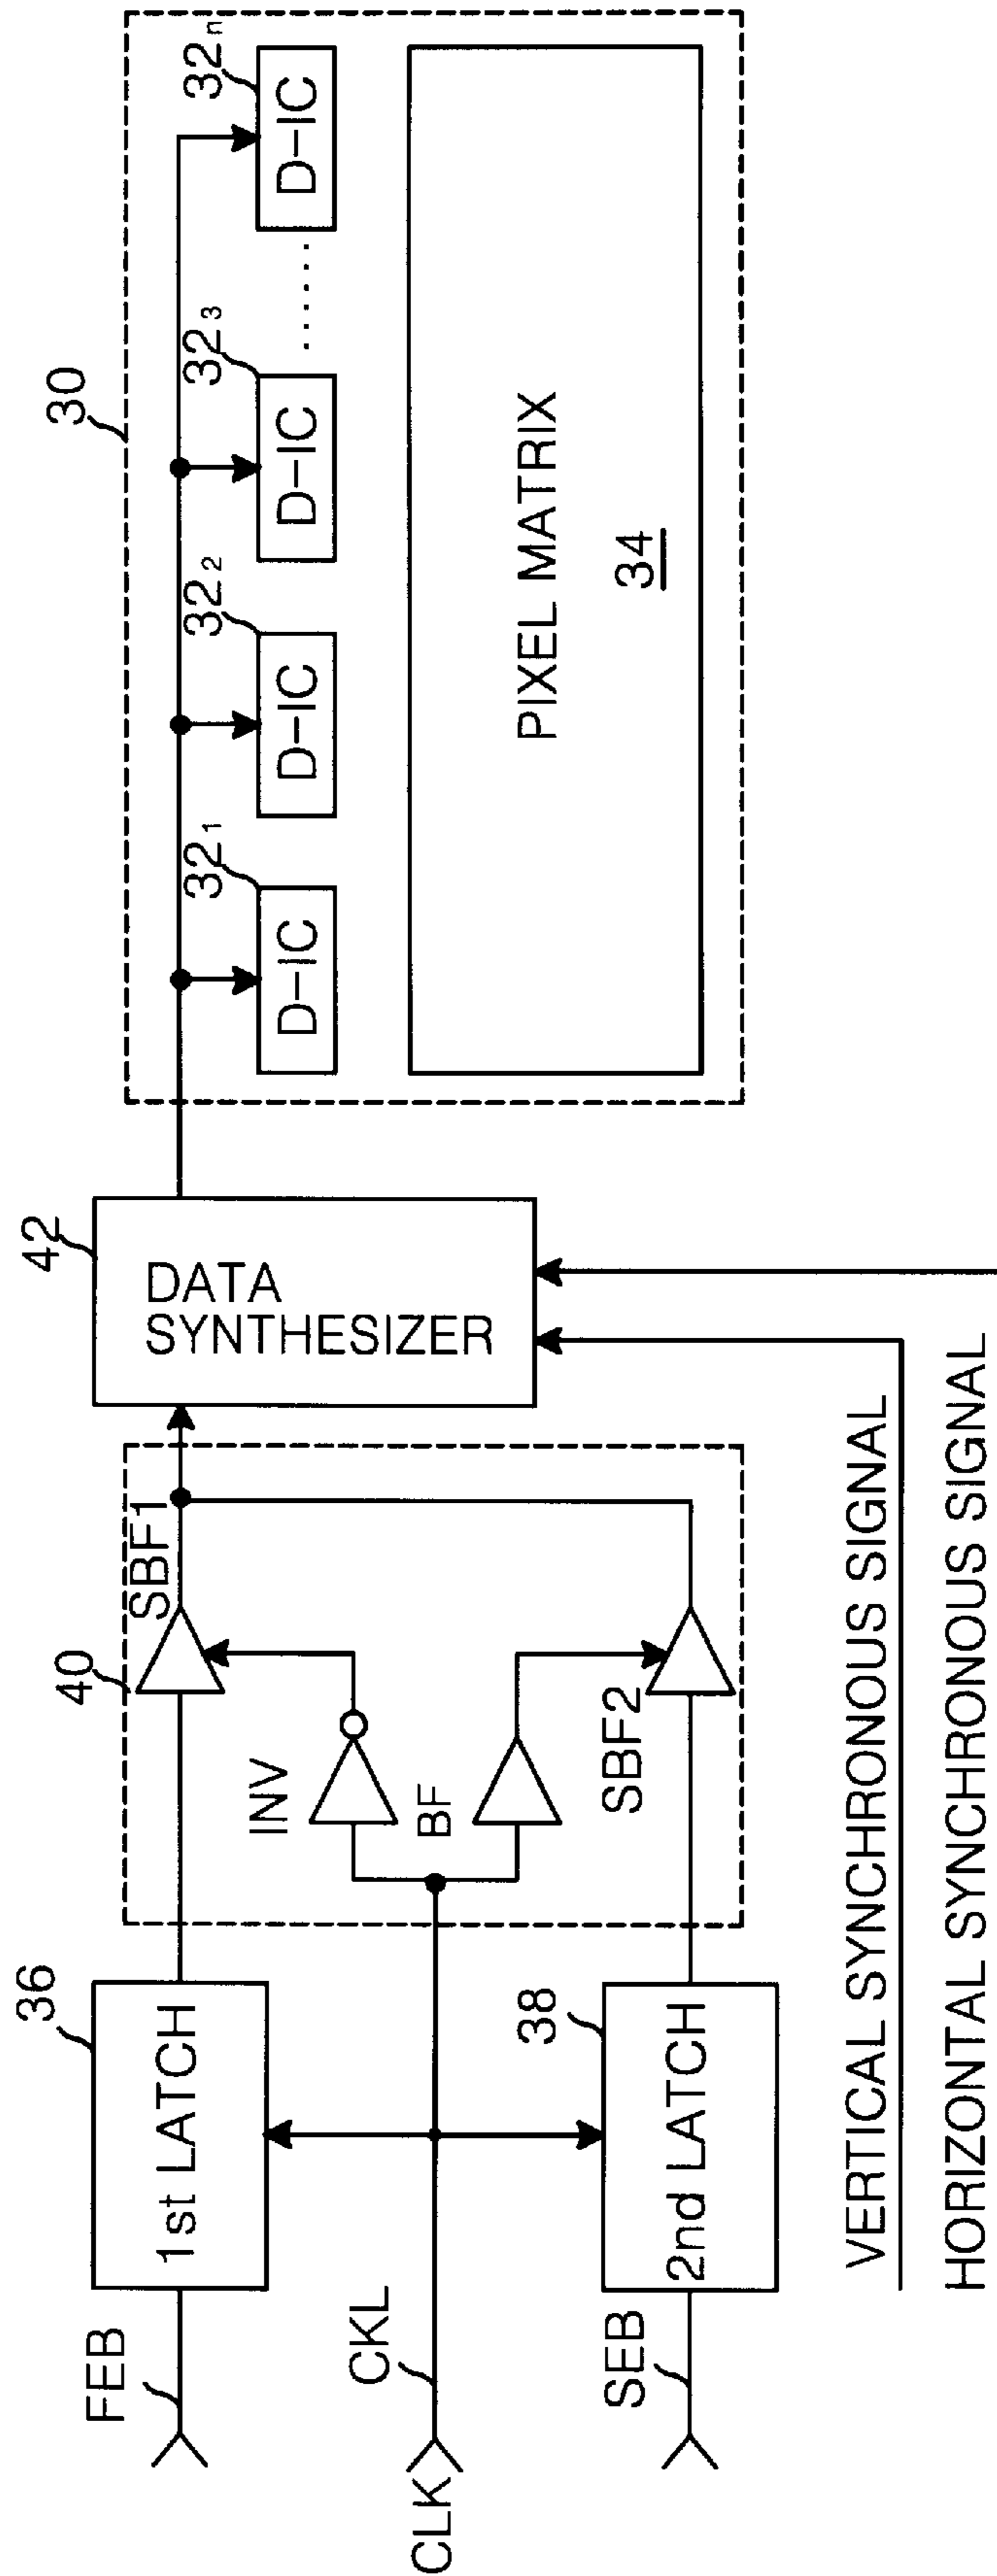 FEB
36
1st LATCH
CLK
CKL
SEB
38
2nd LATCH
40
SBF1
INV
BF
SBF2
42
DATA
SYNTHESIZER
VERTICAL SYNCHRONOUS SIGNAL
HORIZONTAL SYNCHRONOUS SIGNAL
30
32₁
32₂
32₃
32ₙ
D-IC
D-IC
D-IC
......
D-IC
PIXEL MATRIX
34